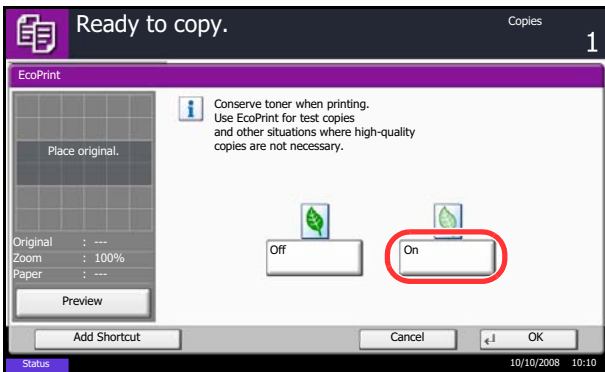 Ready to copy.
Copies
1
EcoPrint
Conserve toner when printing.
Use EcoPrint for test copies
and other situations where high-quality
copies are not necessary.
Place original.
Off
On
Original : ---
Zoom : 100%
Paper : ---
Preview
Add Shortcut
Cancel
OK
Status
10/10/2008 10:10